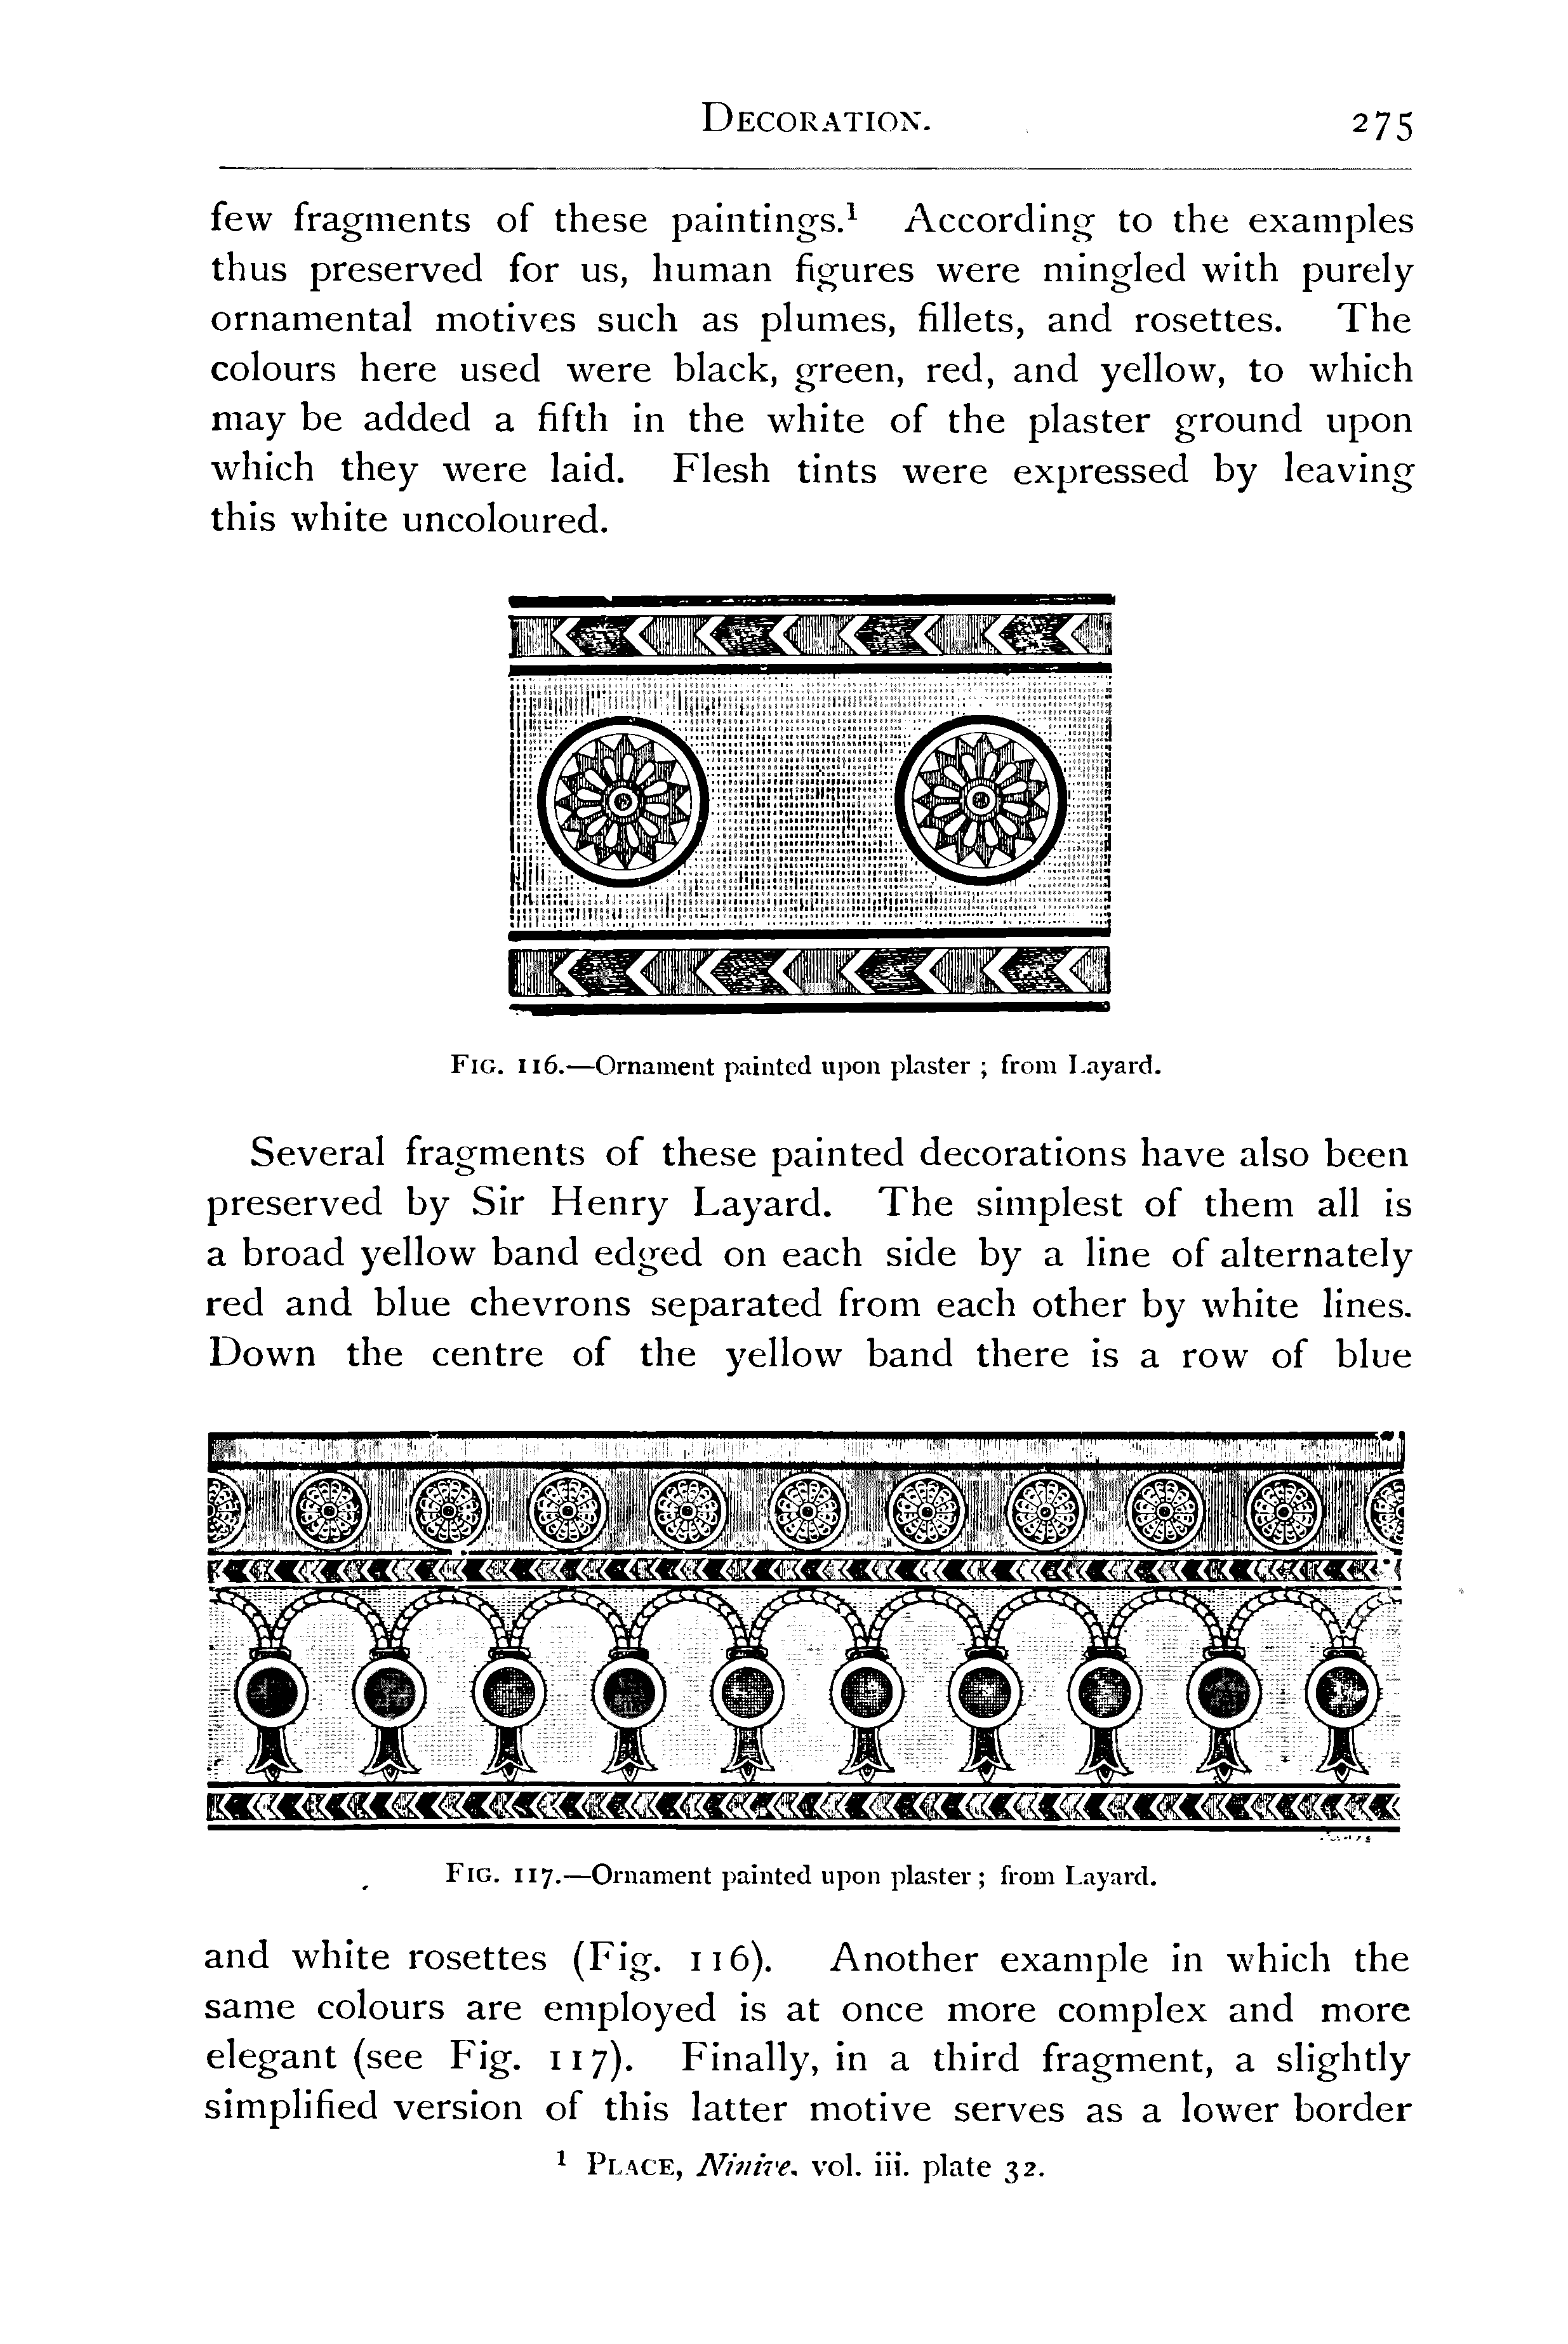 DECORATION. 275
few fragments of these paintings.¹ According to the examples
thus preserved for us, human figures were mingled with purely
ornamental motives such as plumes, fillets, and rosettes. The
colours here used were black, green, red, and yellow, to which
may be added a fifth in the white of the plaster ground upon
which they were laid. Flesh tints were expressed by leaving
this white uncoloured.
FIG. 116.—Ornament painted upon plaster ; from Layard.
Several fragments of these painted decorations have also been
preserved by Sir Henry Layard. The simplest of them all is
a broad yellow band edged on each side by a line of alternately
red and blue chevrons separated from each other by white lines.
Down the centre of the yellow band there is a row of blue
FIG. 117.—Ornament painted upon plaster ; from Layard.
and white rosettes (Fig. 116). Another example in which the
same colours are employed is at once more complex and more
elegant (see Fig. 117). Finally, in a third fragment, a slightly
simplified version of this latter motive serves as a lower border
¹ PLACE, Ninive. vol. iii. plate 32.